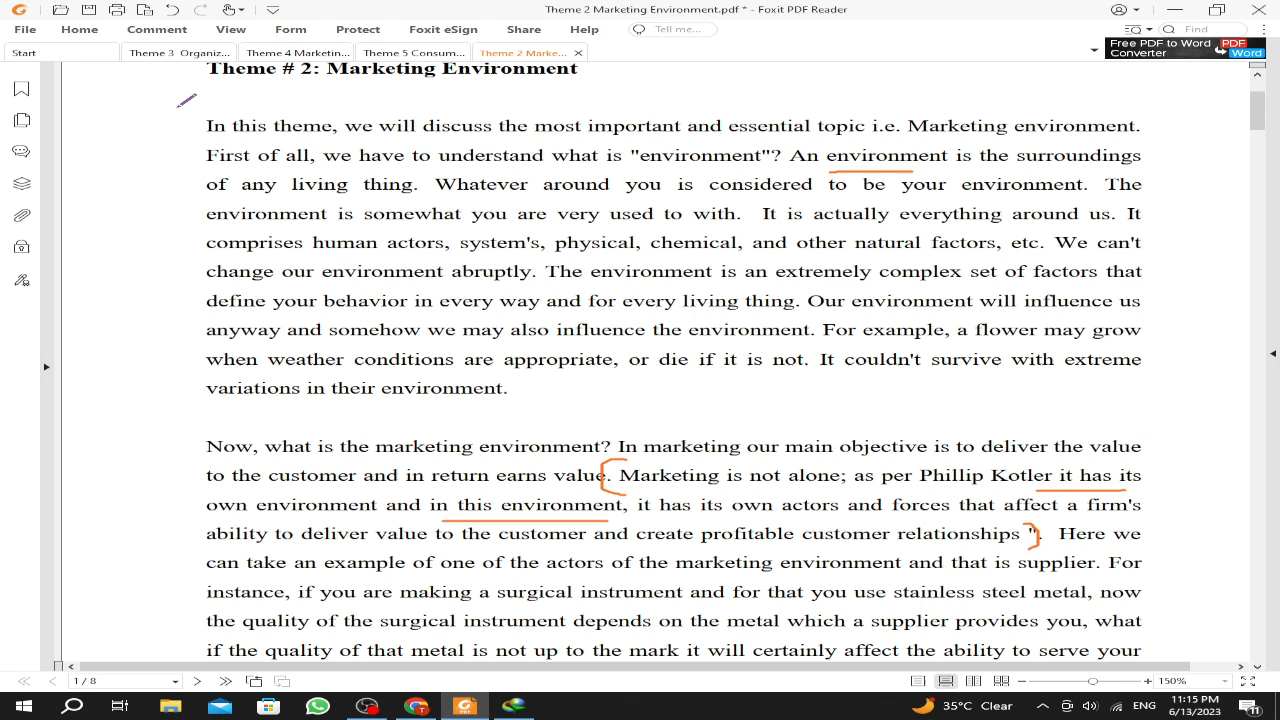 Theme 2 Marketing Environment.pdf * - Foxit PDF Reader
File Home Comment View Form Protect Foxit eSign Share Help Tell me... Find
Start Theme 3 Organiz... Theme 4 Marketin... Theme 5 Consum... Theme 2 Marke...
Free PDF to Word Converter PDF Word
Theme # 2: Marketing Environment
In this theme, we will discuss the most important and essential topic i.e. Marketing environment.
First of all, we have to understand what is "environment"? An environment is the surroundings
of any living thing. Whatever around you is considered to be your environment. The
environment is somewhat you are very used to with. It is actually everything around us. It
comprises human actors, system's, physical, chemical, and other natural factors, etc. We can't
change our environment abruptly. The environment is an extremely complex set of factors that
define your behavior in every way and for every living thing. Our environment will influence us
anyway and somehow we may also influence the environment. For example, a flower may grow
when weather conditions are appropriate, or die if it is not. It couldn't survive with extreme
variations in their environment.
Now, what is the marketing environment? In marketing our main objective is to deliver the value
to the customer and in return earns value. Marketing is not alone; as per Phillip Kotler it has its
own environment and in this environment, it has its own actors and forces that affect a firm's
ability to deliver value to the customer and create profitable customer relationships ". Here we
can take an example of one of the actors of the marketing environment and that is supplier. For
instance, if you are making a surgical instrument and for that you use stainless steel metal, now
the quality of the surgical instrument depends on the metal which a supplier provides you, what
if the quality of that metal is not up to the mark it will certainly affect the ability to serve your
1 / 8 150%
35°C Clear ENG 11:15 PM
6/13/2023 11